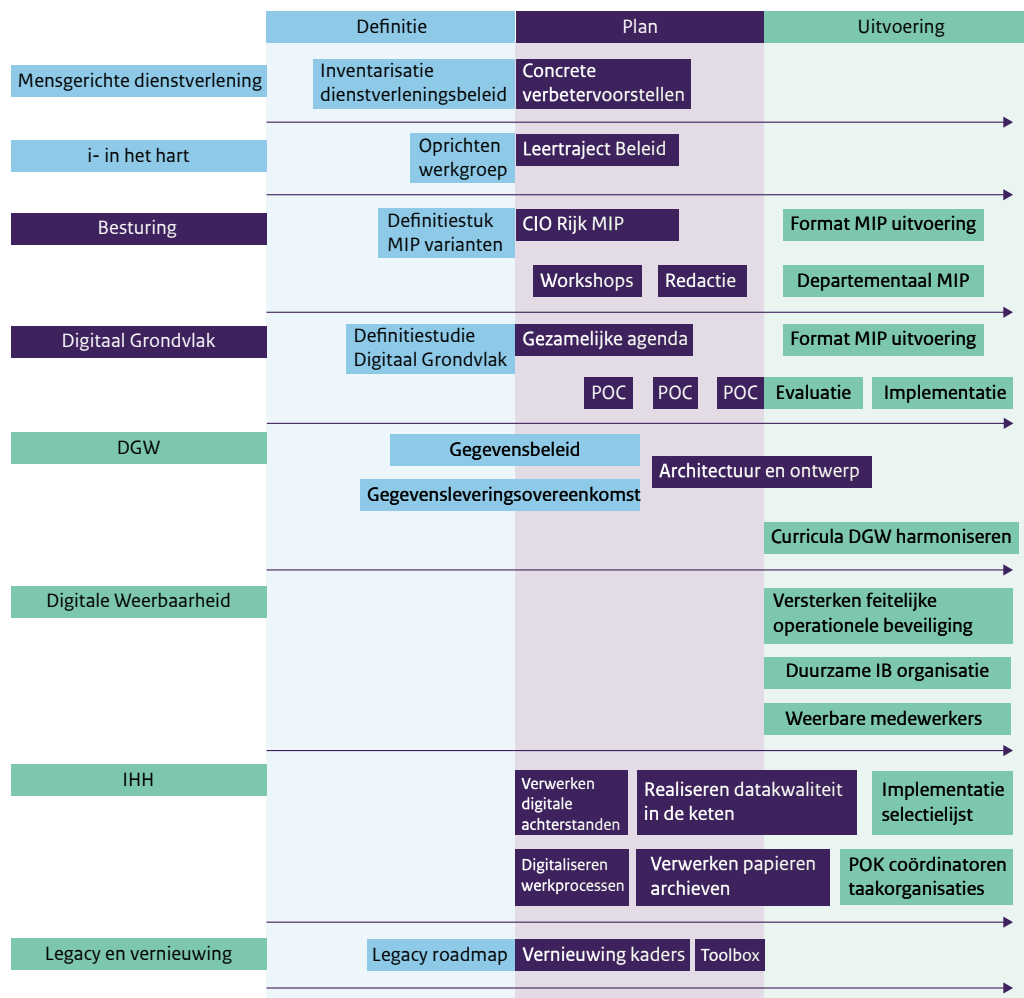 Definitie
Plan
Uitvoering
Mensgerichte dienstverlening
Inventarisatie
dienstverleningsbeleid
Concrete
verbetervoorstellen
i- in het hart
Oprichten
werkgroep
Leertraject Beleid
Besturing
Definitiestuk
MIP varianten
CIO Rijk MIP
Format MIP uitvoering
Workshops
Redactie
Departementaal MIP
Digitaal Grondvlak
Definitiestudie
Digitaal Grondvlak
Gezamelijke agenda
Format MIP uitvoering
POC
POC
POC
Evaluatie
Implementatie
DGW
Gegevensbeleid
Architectuur en ontwerp
Gegevensleveringsovereenkomst
Curricula DGW harmoniseren
Digitale Weerbaarheid
Versterken feitelijke
operationele beveiliging
Duurzame IB organisatie
Weerbare medewerkers
IHH
Verwerken
digitale
achterstanden
Realiseren datakwaliteit
in de keten
Implementatie
selectielijst
Digitaliseren
werkprocessen
Verwerken papieren
archieven
POK coördinatoren
taakorganisaties
Legacy en vernieuwing
Legacy roadmap
Vernieuwing kaders
Toolbox